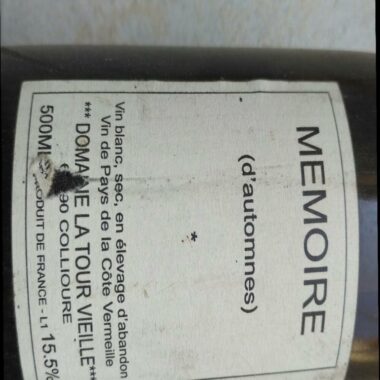 MEMOIRE
(d'automnes)
*
Vin blanc, sec, en élevage d'abandon
Vin de Pays de la Côte Vermeille
*** DOMAINE LA TOUR VIEILLE***
90 COLLIOURE
500ML PRODUIT DE FRANCE - L1 15.5%